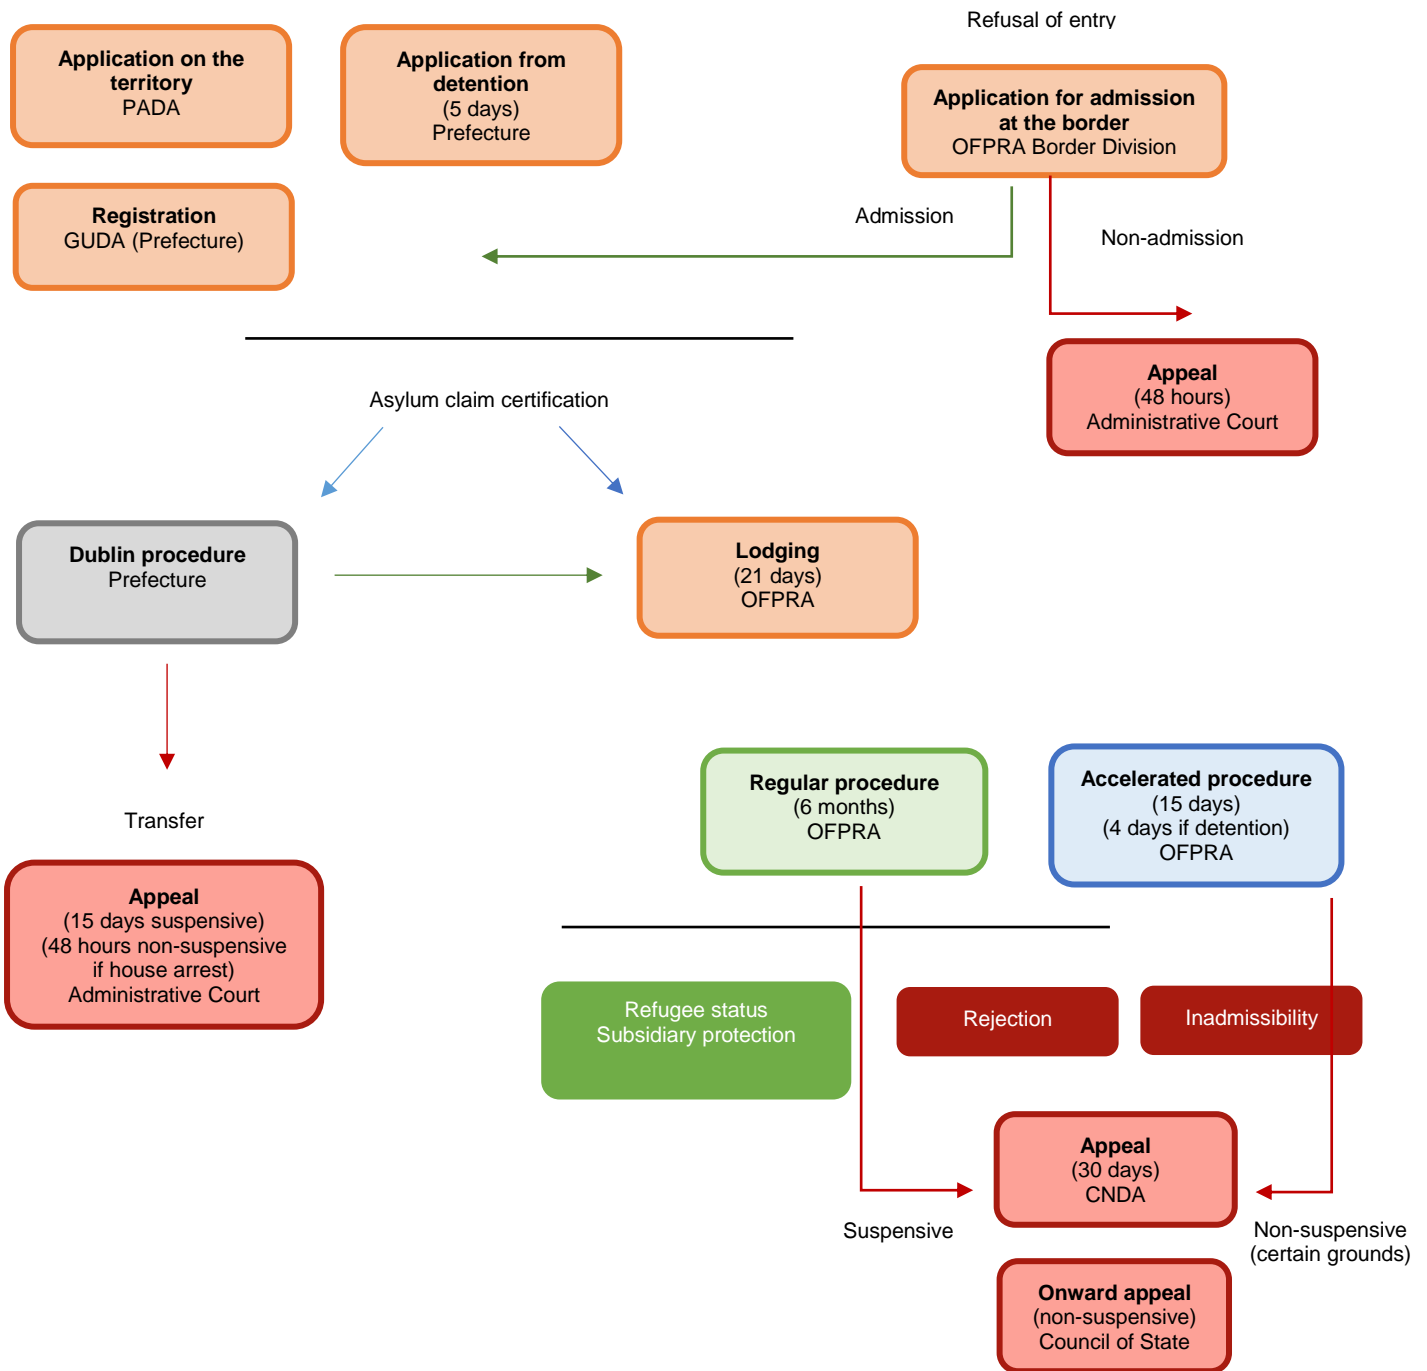 Refusal of entry
Application on the
territory
PADA
Application from
detention
(5 days)
Prefecture
Application for admission
at the border
OFPRA Border Division
Registration
GUDA (Prefecture)
Admission
Non-admission
Appeal
(48 hours)
Administrative Court
Asylum claim certification
Dublin procedure
Prefecture
Lodging
(21 days)
OFPRA
Transfer
Regular procedure
(6 months)
OFPRA
Accelerated procedure
(15 days)
(4 days if detention)
OFPRA
Appeal
(15 days suspensive)
(48 hours non-suspensive
if house arrest)
Administrative Court
Refugee status
Subsidiary protection
Rejection
Inadmissibility
Appeal
(30 days)
CNDA
Suspensive
Non-suspensive
(certain grounds)
Onward appeal
(non-suspensive)
Council of State